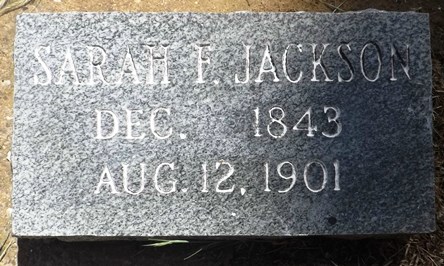 SARAH F. JACKSON
DEC. 1843
AUG. 12, 1901